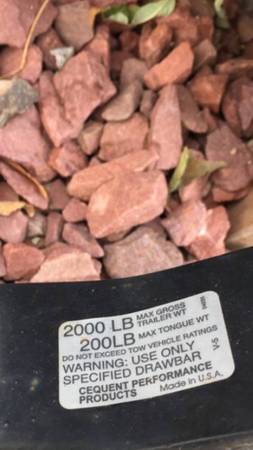 2000 LB MAX GROSS TRAILER WT
200LB MAX TONGUE WT
DO NOT EXCEED TOW VEHICLE RATINGS
WARNING: USE ONLY
SPECIFIED DRAWBAR
CEQUENT PERFORMANCE
PRODUCTS Made in U.S.A.
V-5